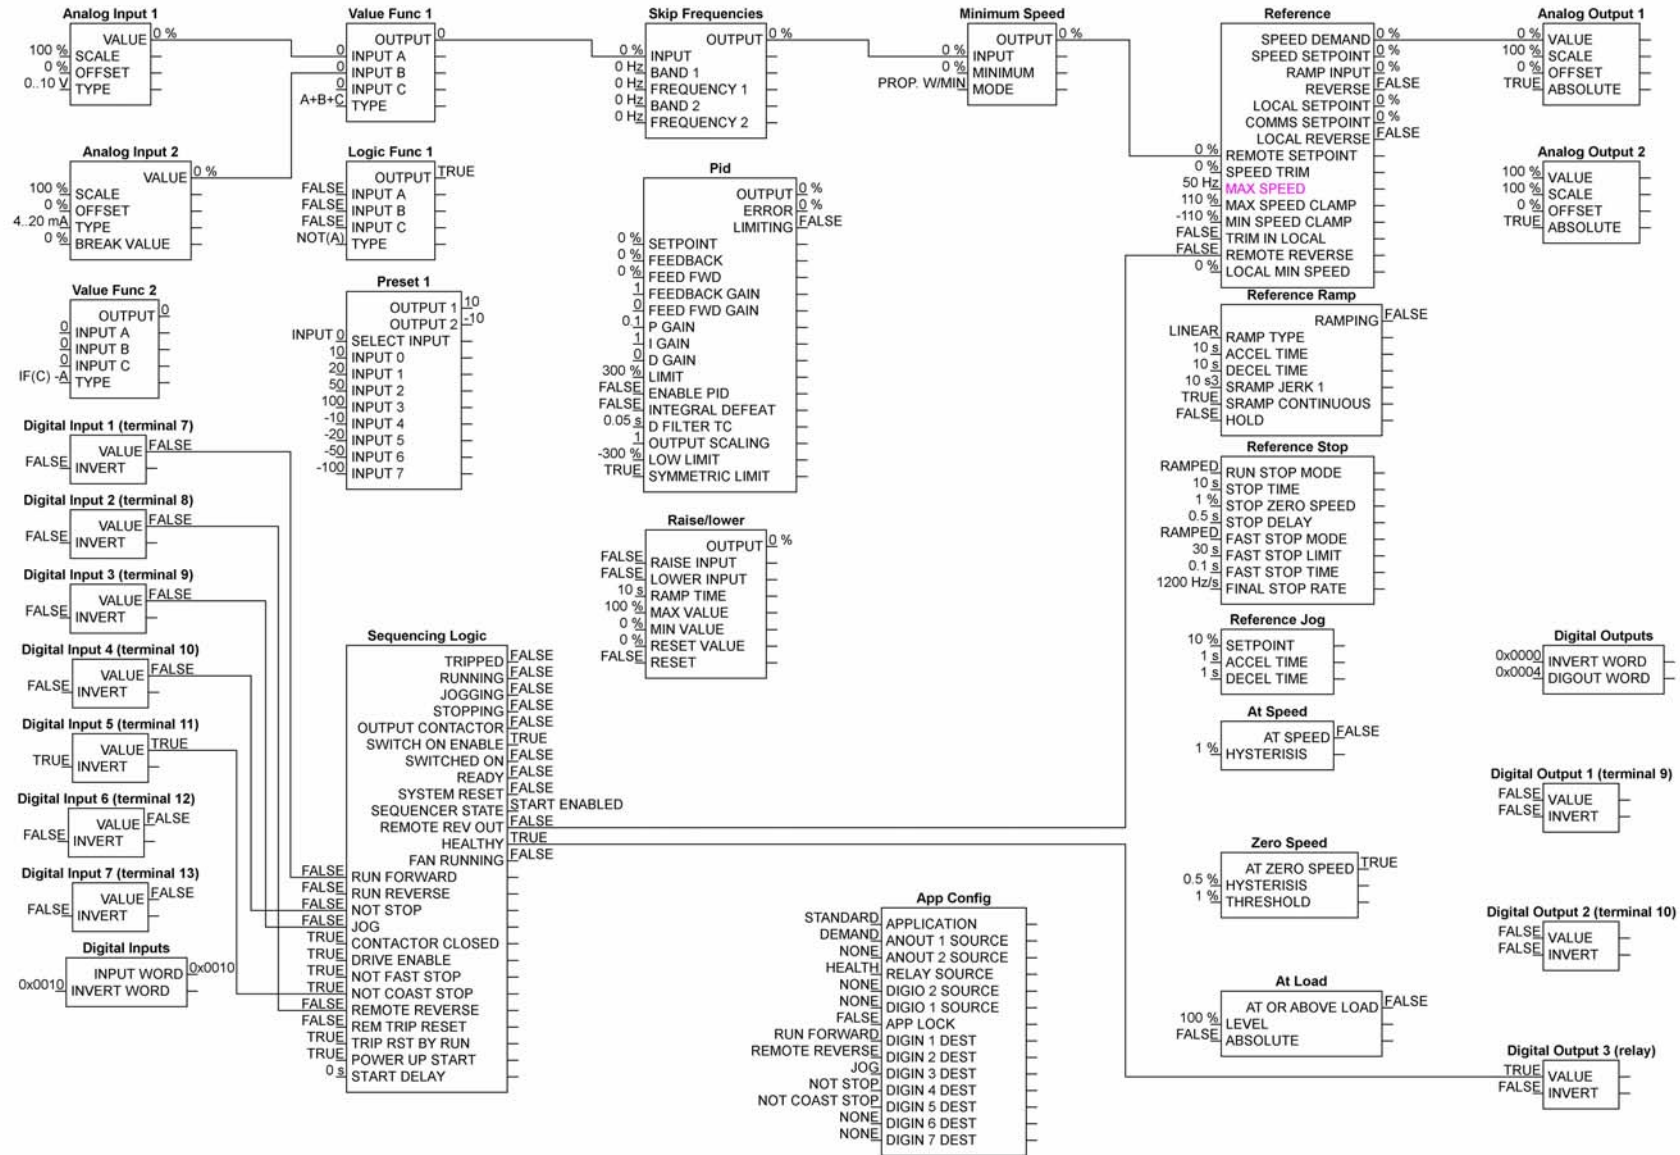 Analog Input 1
VALUE 0 %
100 % SCALE
0 % OFFSET
0..10 V TYPE
Analog Input 2
VALUE 0 %
100 % SCALE
0 % OFFSET
4..20 mA TYPE
0 % BREAK VALUE
Value Func 2
OUTPUT 0
0 INPUT A
0 INPUT B
0 INPUT C
IF(C) -A TYPE
Digital Input 1 (terminal 7)
VALUE FALSE
FALSE INVERT
Digital Input 2 (terminal 8)
VALUE FALSE
FALSE INVERT
Digital Input 3 (terminal 9)
VALUE FALSE
FALSE INVERT
Digital Input 4 (terminal 10)
VALUE FALSE
FALSE INVERT
Digital Input 5 (terminal 11)
VALUE TRUE
TRUE INVERT
Digital Input 6 (terminal 12)
VALUE FALSE
FALSE INVERT
Digital Input 7 (terminal 13)
VALUE FALSE
FALSE INVERT
Digital Inputs
INPUT WORD 0x0010
0x0010 INVERT WORD
Value Func 1
OUTPUT 0
0 INPUT A
0 INPUT B
0 INPUT C
A+B+C TYPE
Logic Func 1
OUTPUT TRUE
FALSE INPUT A
FALSE INPUT B
FALSE INPUT C
NOT(A) TYPE
Preset 1
OUTPUT 1 10
OUTPUT 2 -10
INPUT 0 SELECT INPUT
10 INPUT 0
20 INPUT 1
50 INPUT 2
100 INPUT 3
-10 INPUT 4
-20 INPUT 5
-50 INPUT 6
-100 INPUT 7
Sequencing Logic
TRIPPED FALSE
RUNNING FALSE
JOGGING FALSE
STOPPING FALSE
OUTPUT CONTACTOR FALSE
SWITCH ON ENABLE TRUE
SWITCHED ON FALSE
READY FALSE
SYSTEM RESET FALSE
SEQUENCER STATE START ENABLED
REMOTE REV OUT FALSE
HEALTHY TRUE
FAN RUNNING FALSE
FALSE RUN FORWARD
FALSE RUN REVERSE
FALSE NOT STOP
FALSE JOG
TRUE CONTACTOR CLOSED
TRUE DRIVE ENABLE
TRUE NOT FAST STOP
TRUE NOT COAST STOP
FALSE REMOTE REVERSE
FALSE REM TRIP RESET
TRUE TRIP RST BY RUN
TRUE POWER UP START
0 s START DELAY
Skip Frequencies
OUTPUT 0 %
0 % INPUT
0 Hz BAND 1
0 Hz FREQUENCY 1
0 Hz BAND 2
0 Hz FREQUENCY 2
Pid
OUTPUT 0 %
ERROR 0 %
LIMITING FALSE
0 % SETPOINT
0 % FEEDBACK
0 % FEED FWD
1 FEEDBACK GAIN
0 FEED FWD GAIN
0.1 P GAIN
1 I GAIN
0 D GAIN
300 % LIMIT
FALSE ENABLE PID
FALSE INTEGRAL DEFEAT
0.05 s D FILTER TC
1 OUTPUT SCALING
-300 % LOW LIMIT
TRUE SYMMETRIC LIMIT
Raise/lower
OUTPUT 0 %
FALSE RAISE INPUT
FALSE LOWER INPUT
10 s RAMP TIME
100 % MAX VALUE
0 % MIN VALUE
0 % RESET VALUE
FALSE RESET
Minimum Speed
OUTPUT 0 %
0 % INPUT
0 % MINIMUM
PROP. W/MIN MODE
App Config
STANDARD APPLICATION
DEMAND ANOUT 1 SOURCE
NONE ANOUT 2 SOURCE
HEALTH RELAY SOURCE
NONE DIGIO 2 SOURCE
NONE DIGIO 1 SOURCE
FALSE APP LOCK
RUN FORWARD DIGIN 1 DEST
REMOTE REVERSE DIGIN 2 DEST
JOG DIGIN 3 DEST
NOT STOP DIGIN 4 DEST
NOT COAST STOP DIGIN 5 DEST
NONE DIGIN 6 DEST
NONE DIGIN 7 DEST
Reference
SPEED DEMAND 0 %
SPEED SETPOINT 0 %
RAMP INPUT 0 %
REVERSE FALSE
LOCAL SETPOINT 0 %
COMMS SETPOINT 0 %
LOCAL REVERSE FALSE
0 % REMOTE SETPOINT
0 % SPEED TRIM
50 Hz MAX SPEED
110 % MAX SPEED CLAMP
-110 % MIN SPEED CLAMP
FALSE TRIM IN LOCAL
FALSE REMOTE REVERSE
0 % LOCAL MIN SPEED
Reference Ramp
RAMPING FALSE
LINEAR RAMP TYPE
10 s ACCEL TIME
10 s DECEL TIME
10 s3 SRAMP JERK 1
TRUE SRAMP CONTINUOUS
FALSE HOLD
Reference Stop
RAMPED RUN STOP MODE
10 s STOP TIME
1 % STOP ZERO SPEED
0.5 s STOP DELAY
RAMPED FAST STOP MODE
30 s FAST STOP LIMIT
0.1 s FAST STOP TIME
1200 Hz/s FINAL STOP RATE
Reference Jog
10 % SETPOINT
1 s ACCEL TIME
1 s DECEL TIME
At Speed
AT SPEED FALSE
1 % HYSTERISIS
Zero Speed
AT ZERO SPEED TRUE
0.5 % HYSTERISIS
1 % THRESHOLD
At Load
AT OR ABOVE LOAD FALSE
100 % LEVEL
FALSE ABSOLUTE
Analog Output 1
0 % VALUE
100 % SCALE
0 % OFFSET
TRUE ABSOLUTE
Analog Output 2
100 % VALUE
100 % SCALE
0 % OFFSET
TRUE ABSOLUTE
Digital Outputs
0x0000 INVERT WORD
0x0004 DIGOUT WORD
Digital Output 1 (terminal 9)
FALSE VALUE
FALSE INVERT
Digital Output 2 (terminal 10)
FALSE VALUE
FALSE INVERT
Digital Output 3 (relay)
TRUE VALUE
FALSE INVERT